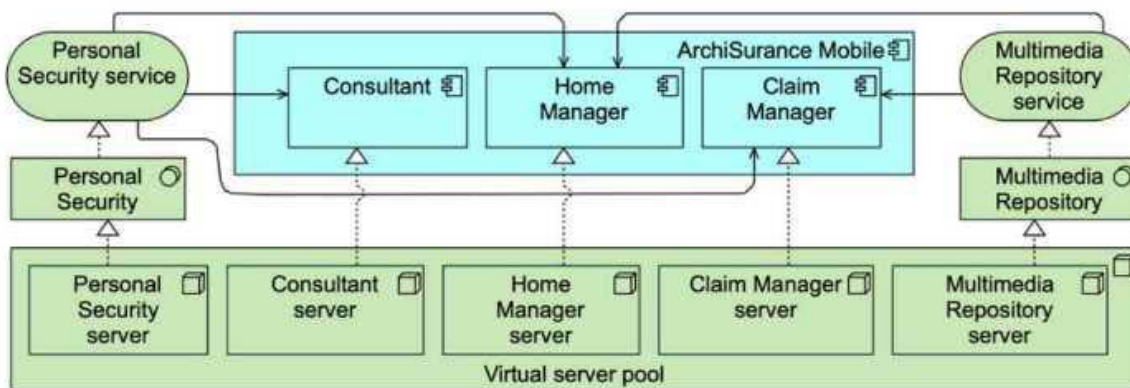 Personal
Security service
ArchiSurance Mobile
Multimedia
Repository
service
Consultant
Home
Manager
Claim
Manager
Personal
Security
Multimedia
Repository
Personal
Security
server
Consultant
server
Home
Manager
server
Claim Manager
server
Multimedia
Repository
server
Virtual server pool